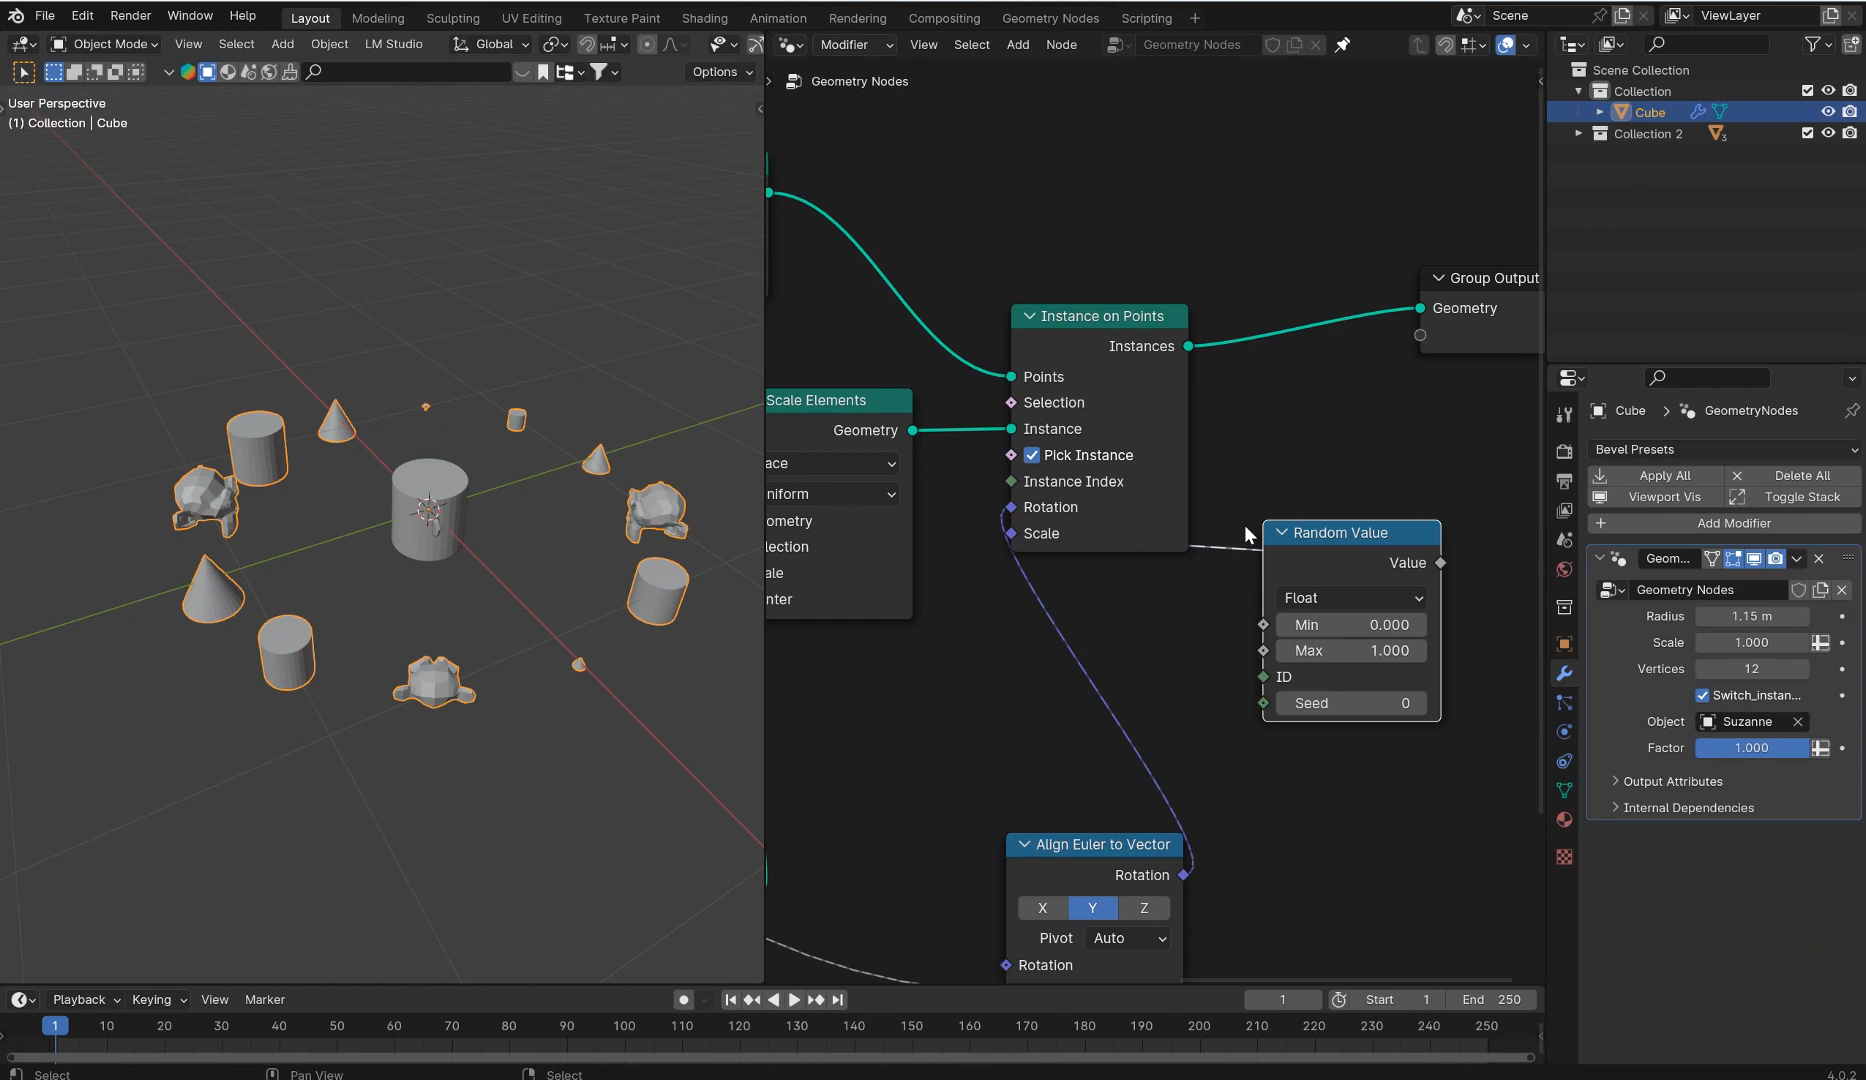 File Edit Render Window Help Layout Modeling Sculpting UV Editing Texture Paint Shading Animation Rendering Compositing Geometry Nodes Scripting + Scene ViewLayer
Object Mode View Select Add Object LM Studio Global Modifier View Select Add Node Geometry Nodes
Options
Geometry Nodes
User Perspective
(1) Collection | Cube
Scene Collection
Collection
Cube
Collection 2
3
Group Output
Geometry
Instance on Points
Instances
Points
Selection
Instance
Pick Instance
Instance Index
Rotation
Scale
Scale Elements
Geometry
ace
niform
ometry
lection
ale
nter
Random Value
Value
Float
Min 0.000
Max 1.000
ID
Seed 0
Align Euler to Vector
Rotation
X Y Z
Pivot Auto
Rotation
Cube > GeometryNodes
Bevel Presets
Apply All Delete All
Viewport Vis Toggle Stack
Add Modifier
Geom...
Geometry Nodes
Radius 1.15 m
Scale 1.000
Vertices 12
Switch_instan...
Object Suzanne
Factor 1.000
Output Attributes
Internal Dependencies
Playback Keying View Marker 1 Start 1 End 250
1 10 20 30 40 50 60 70 80 90 100 110 120 130 140 150 160 170 180 190 200 210 220 230 240 250
Select Pan View Select 4.0.2